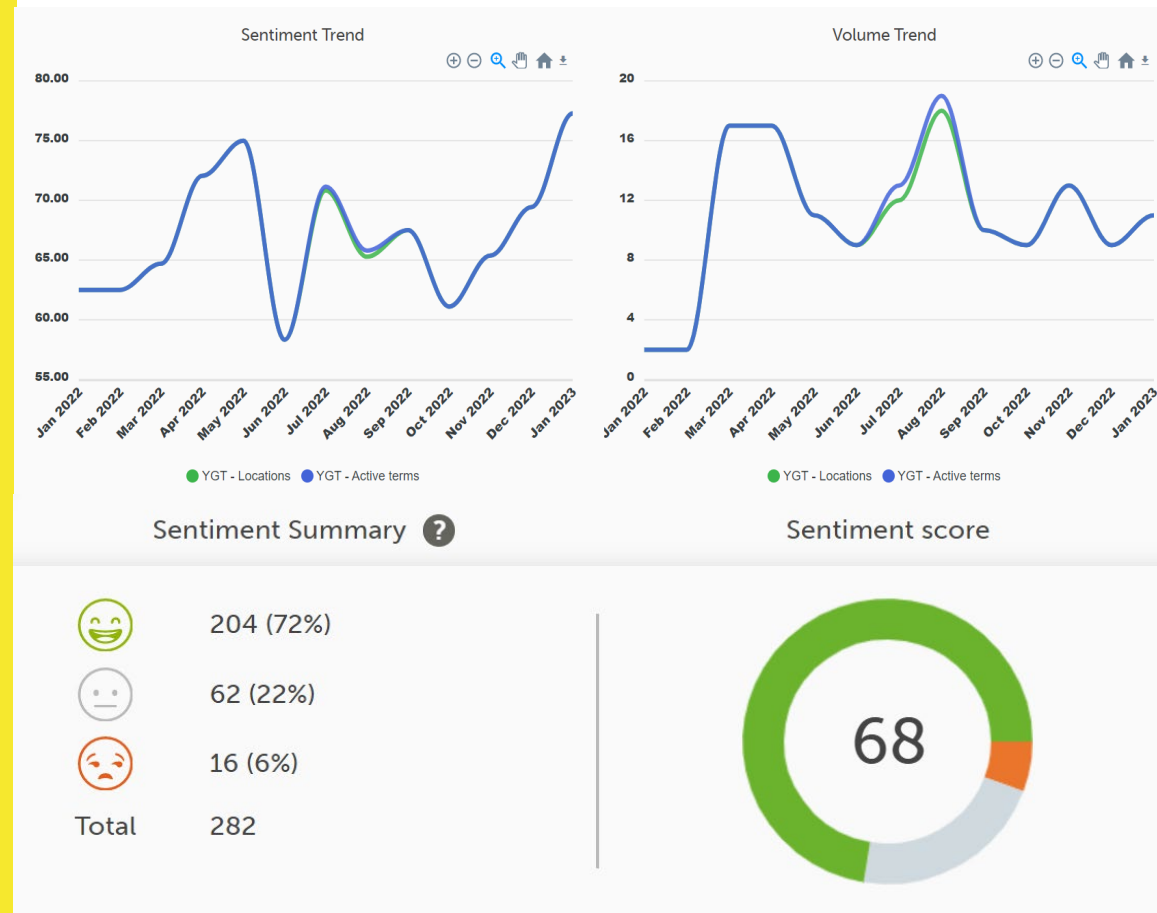 Sentiment Trend
80.00
75.00
70.00
65.00
60.00
55.00
Jan 2022
Feb 2022
Mar 2022
Apr 2022
May 2022
Jun 2022
Jul 2022
Aug 2022
Sep 2022
Oct 2022
Nov 2022
Dec 2022
Jan 2023
YGT - Locations YGT - Active terms
Volume Trend
20
16
12
8
4
0
Jan 2022
Feb 2022
Mar 2022
Apr 2022
May 2022
Jun 2022
Jul 2022
Aug 2022
Sep 2022
Oct 2022
Nov 2022
Dec 2022
Jan 2023
YGT - Locations YGT - Active terms
Sentiment Summary ?
204 (72%)
62 (22%)
16 (6%)
Total 282
Sentiment score
68